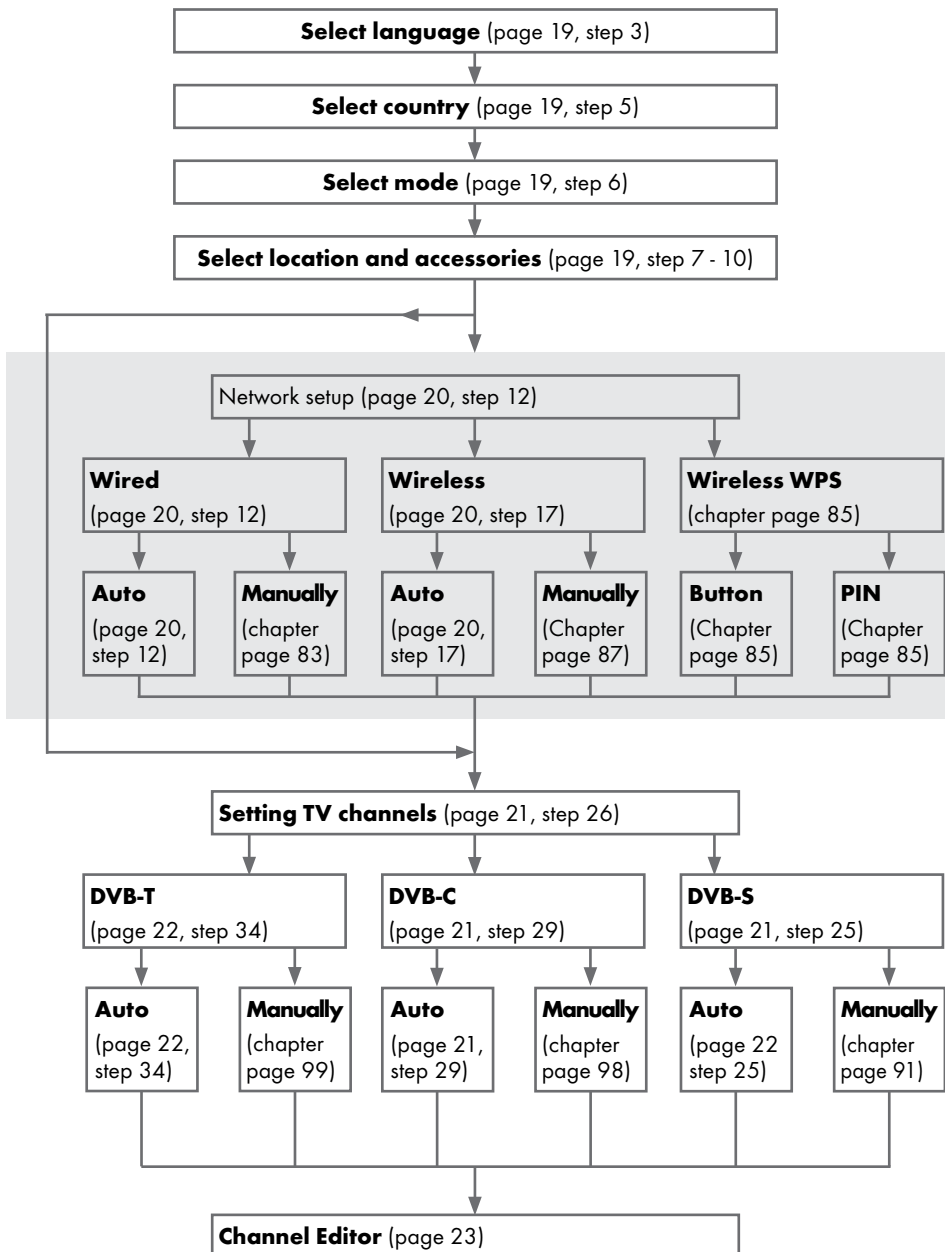 Select language (page 19, step 3)
Select country (page 19, step 5)
Select mode (page 19, step 6)
Select location and accessories (page 19, step 7 - 10)
Network setup (page 20, step 12)
Wired
(page 20, step 12)
Wireless
(page 20, step 17)
Wireless WPS
(chapter page 85)
Auto
(page 20,
step 12)
Manually
(chapter
page 83)
Auto
(page 20,
step 17)
Manually
(Chapter
page 87)
Button
(Chapter
page 85)
PIN
(Chapter
page 85)
Setting TV channels (page 21, step 26)
DVB-T
(page 22, step 34)
DVB-C
(page 21, step 29)
DVB-S
(page 21, step 25)
Auto
(page 22,
step 34)
Manually
(chapter
page 99)
Auto
(page 21,
step 29)
Manually
(chapter
page 98)
Auto
(page 22
step 25)
Manually
(chapter
page 91)
Channel Editor (page 23)